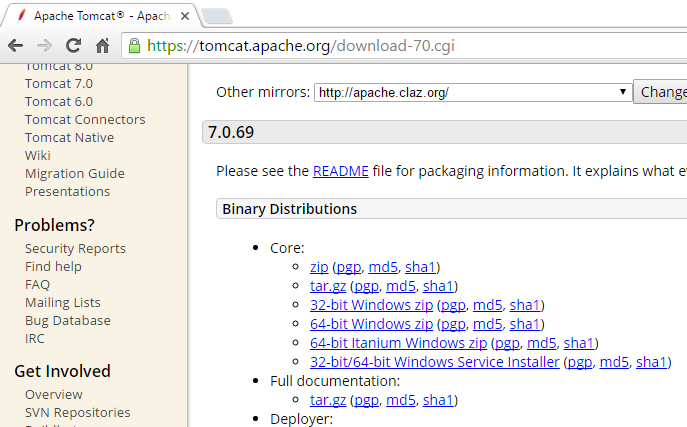 Apache Tomcat® - Apach
https://tomcat.apache.org/download-70.cgi
Tomcat 8.0
Tomcat 7.0
Tomcat 6.0
Tomcat Connectors
Tomcat Native
Wiki
Migration Guide
Presentations
Problems?
Security Reports
Find help
FAQ
Mailing Lists
Bug Database
IRC
Get Involved
Overview
SVN Repositories
Other mirrors: http://apache.claz.org/ Change
7.0.69
Please see the README file for packaging information. It explains what ev
Binary Distributions
Core:
zip (pgp, md5, sha1)
tar.gz (pgp, md5, sha1)
32-bit Windows zip (pgp, md5, sha1)
64-bit Windows zip (pgp, md5, sha1)
64-bit Itanium Windows zip (pgp, md5, sha1)
32-bit/64-bit Windows Service Installer (pgp, md5, sha1)
Full documentation:
tar.gz (pgp, md5, sha1)
Deployer: